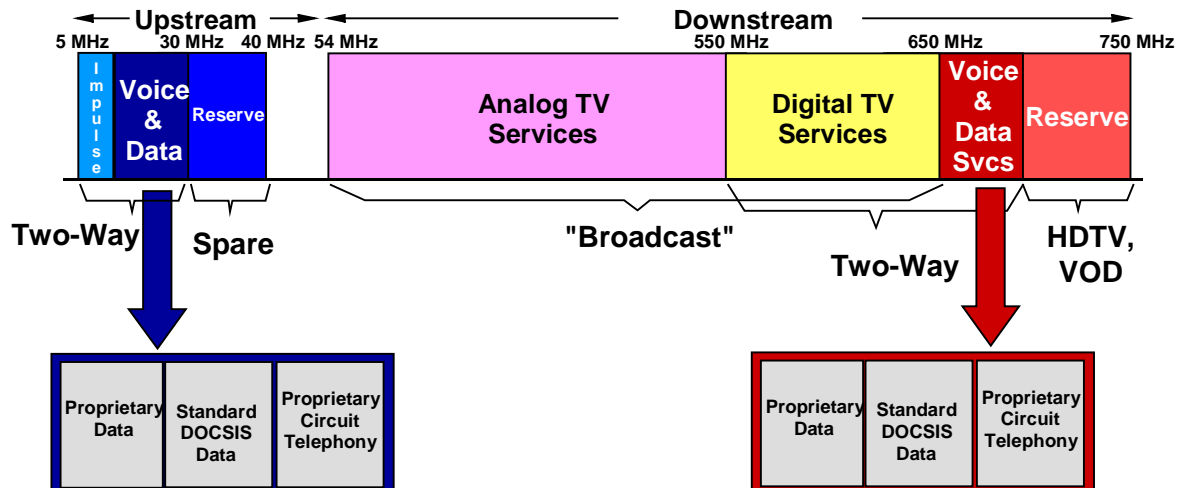 Upstream
Downstream
5 MHz
30 MHz
40 MHz
54 MHz
550 MHz
650 MHz
750 MHz
Impulse
Voice
&
Data
Reserve
Analog TV
Services
Digital TV
Services
Voice
&
Data
Svcs
Reserve
Two-Way
Spare
"Broadcast"
Two-Way
HDTV,
VOD
Proprietary
Data
Standard
DOCSIS
Data
Proprietary
Circuit
Telephony
Proprietary
Data
Standard
DOCSIS
Data
Proprietary
Circuit
Telephony